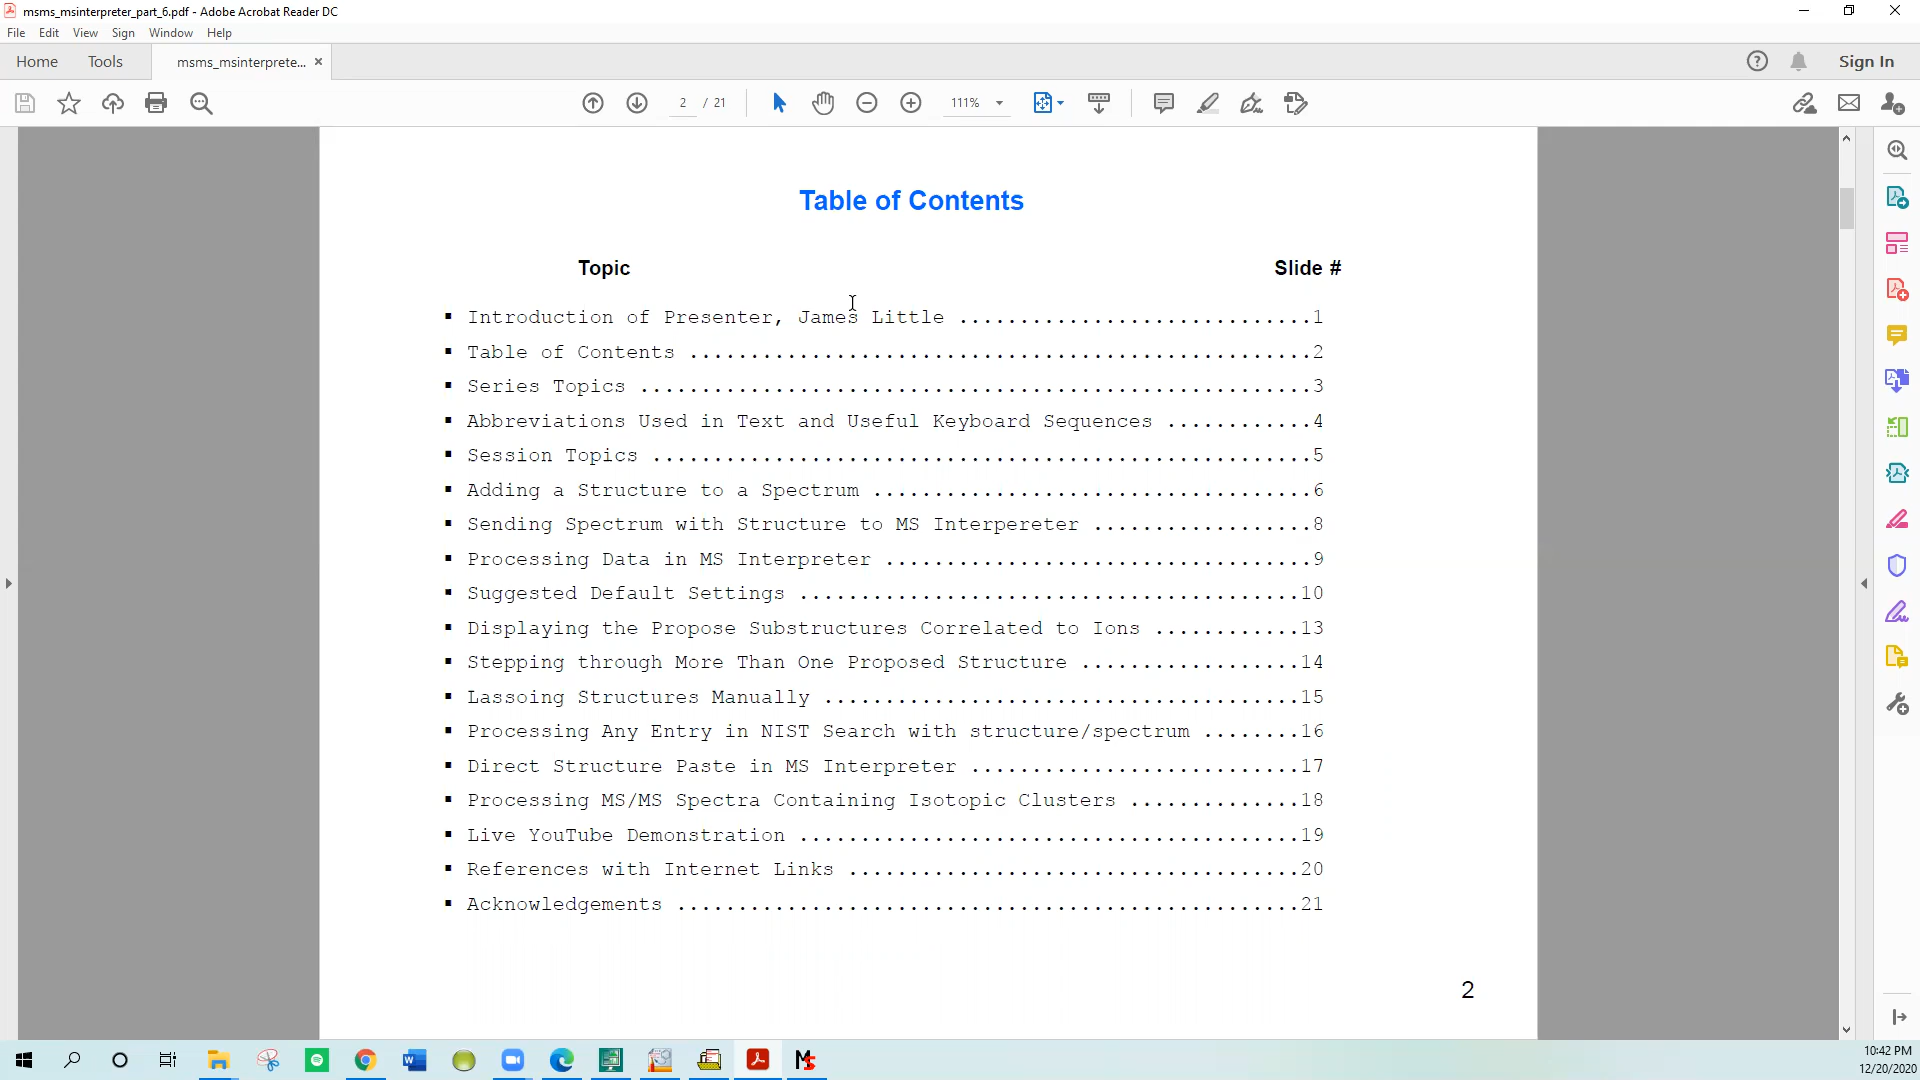 msms_msinterpreter_part_6.pdf - Adobe Acrobat Reader DC
File Edit View Sign Window Help
Home Tools msms_msinterprete... × Sign In
2 / 21 111%
Table of Contents
Topic Slide #
▪ Introduction of Presenter, James Little .............................1
▪ Table of Contents ...................................................2
▪ Series Topics .......................................................3
▪ Abbreviations Used in Text and Useful Keyboard Sequences ............4
▪ Session Topics ......................................................5
▪ Adding a Structure to a Spectrum ....................................6
▪ Sending Spectrum with Structure to MS Interpereter ..................8
▪ Processing Data in MS Interpreter ...................................9
▪ Suggested Default Settings .........................................10
▪ Displaying the Propose Substructures Correlated to Ions ............13
▪ Stepping through More Than One Proposed Structure ..................14
▪ Lassoing Structures Manually .......................................15
▪ Processing Any Entry in NIST Search with structure/spectrum ........16
▪ Direct Structure Paste in MS Interpreter ...........................17
▪ Processing MS/MS Spectra Containing Isotopic Clusters ..............18
▪ Live YouTube Demonstration .........................................19
▪ References with Internet Links .....................................20
▪ Acknowledgements ...................................................21
2
10:42 PM
12/20/2020